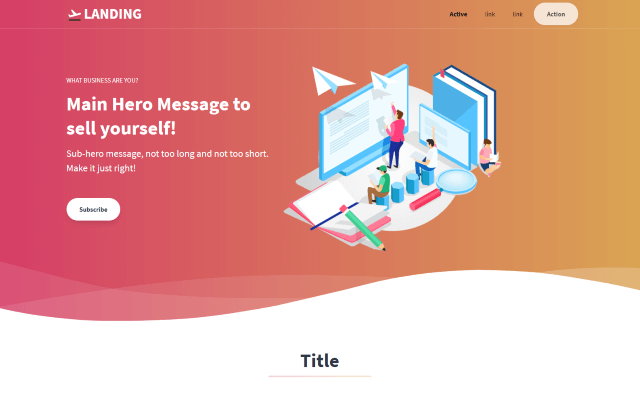 LANDING
Active
link
link
Action
WHAT BUSINESS ARE YOU?
Main Hero Message to
sell yourself!
Sub-hero message, not too long and not too short.
Make it just right!
Subscribe
Title